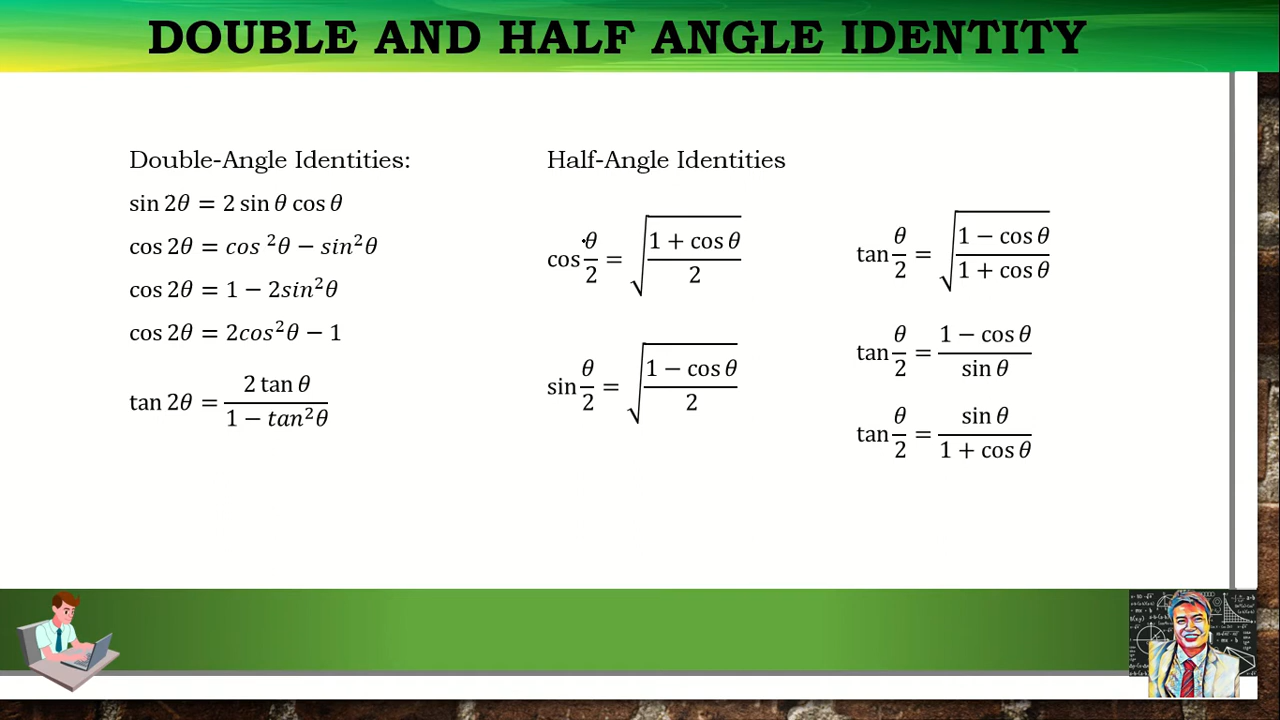 DOUBLE AND HALF ANGLE IDENTITY
Double-Angle Identities:
sin 2θ = 2 sin θ cos θ
cos 2θ = cos ²θ − sin²θ
cos 2θ = 1 − 2sin²θ
cos 2θ = 2cos²θ − 1
tan 2θ = 2 tan θ / 1 − tan²θ
Half-Angle Identities
cos θ/2 = √(1 + cos θ / 2)
sin θ/2 = √(1 − cos θ / 2)
tan θ/2 = √(1 − cos θ / 1 + cos θ)
tan θ/2 = 1 − cos θ / sin θ
tan θ/2 = sin θ / 1 + cos θ